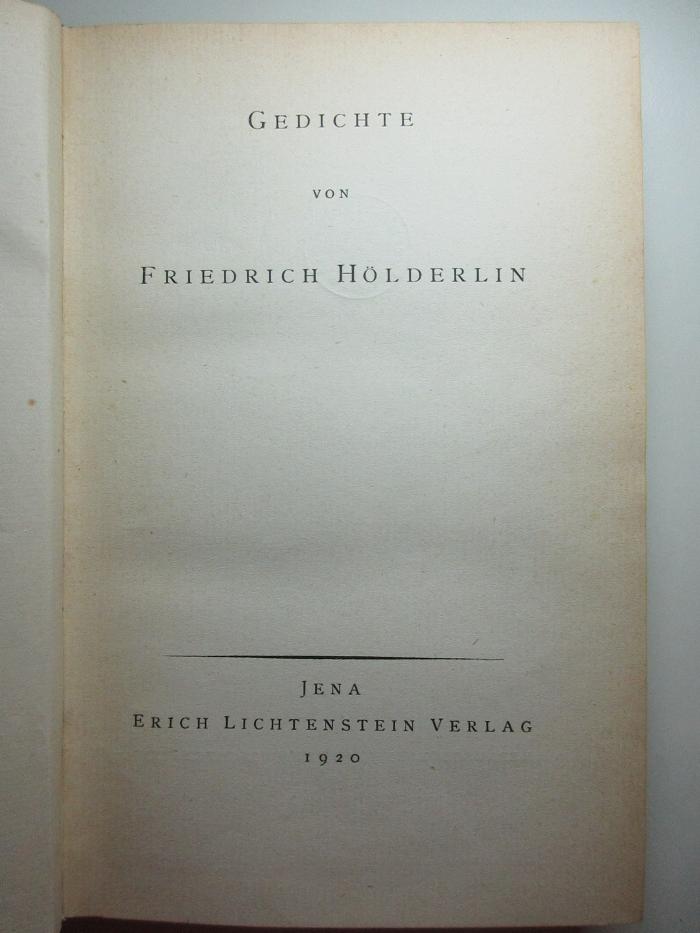 GEDICHTE
VON
FRIEDRICH HÖLDERLIN
JENA
ERICH LICHTENSTEIN VERLAG
1920